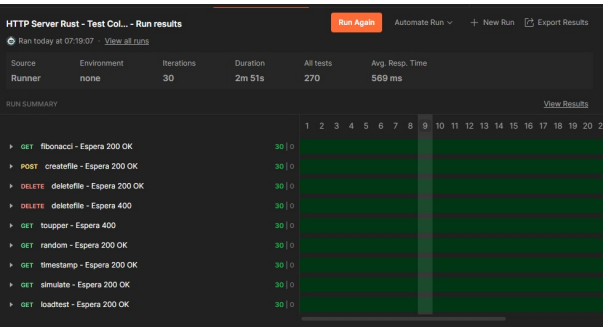 HTTP Server Rust - Test Col... - Run results
Run Again
Automate Run
+ New Run
Export Results
Ran today at 07:19:07 · View all runs
Source Environment Iterations Duration All tests Avg. Resp. Time
Runner none 30 2m 51s 270 569 ms
RUN SUMMARY
View Results
1 2 3 4 5 6 7 8 9 10 11 12 13 14 15 16 17 18 19 20 2
GET fibonacci - Espera 200 OK 30 | 0
POST createfile - Espera 200 OK 30 | 0
DELETE deletefile - Espera 200 OK 30 | 0
DELETE deletefile - Espera 400 30 | 0
GET toupper - Espera 400 30 | 0
GET random - Espera 200 OK 30 | 0
GET timestamp - Espera 200 OK 30 | 0
GET simulate - Espera 200 OK 30 | 0
GET loadtest - Espera 200 OK 30 | 0